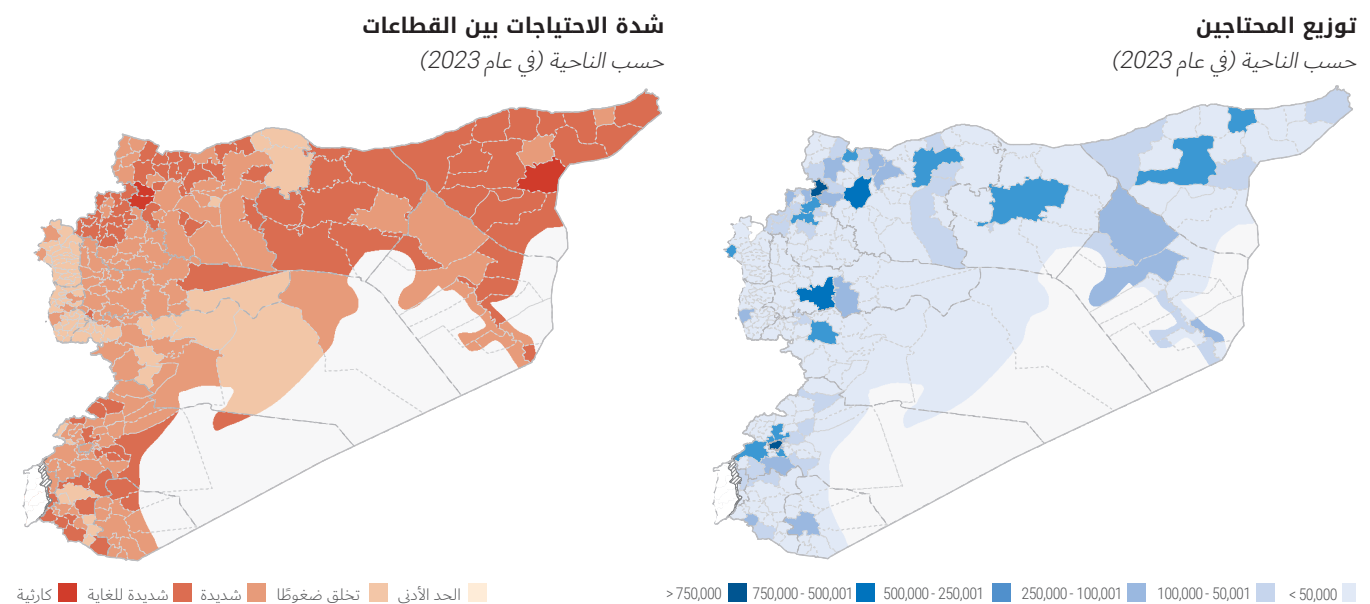 توزيع المحتاجين
حسب الناحية (في عام 2023)
< 50,000
100,000 - 50,001
250,000 - 100,001
500,000 - 250,001
750,000 - 500,001
> 750,000
شدة الاحتياجات بين القطاعات
حسب الناحية (في عام 2023)
الحد الأدنى
تخلق ضغوطًا
شديدة
شديدة للغاية
كارثية